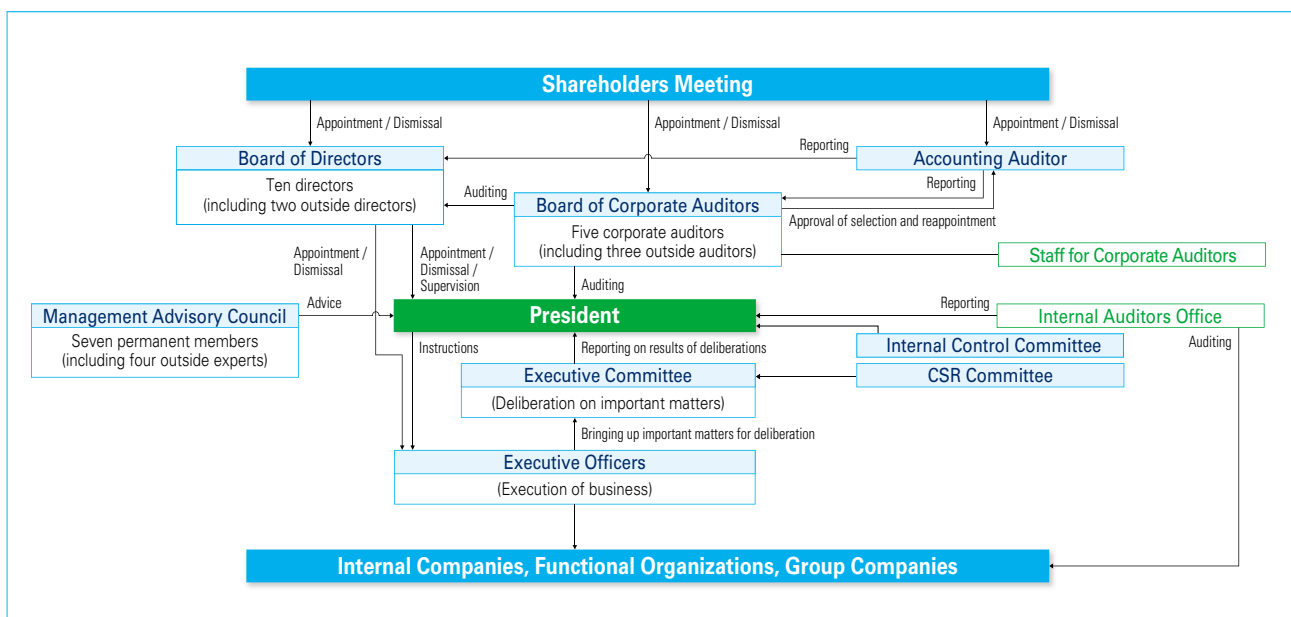 Shareholders Meeting
Appointment / Dismissal
Appointment / Dismissal
Appointment / Dismissal
Board of Directors
Ten directors
(including two outside directors)
Reporting
Accounting Auditor
Reporting
Auditing
Board of Corporate Auditors
Five corporate auditors
(including three outside auditors)
Approval of selection and reappointment
Staff for Corporate Auditors
Appointment /
Dismissal
Appointment /
Dismissal /
Supervision
Auditing
Management Advisory Council
Seven permanent members
(including four outside experts)
Advice
President
Reporting
Internal Auditors Office
Auditing
Instructions
Reporting on results of deliberations
Internal Control Committee
Executive Committee
(Deliberation on important matters)
CSR Committee
Bringing up important matters for deliberation
Executive Officers
(Execution of business)
Internal Companies, Functional Organizations, Group Companies